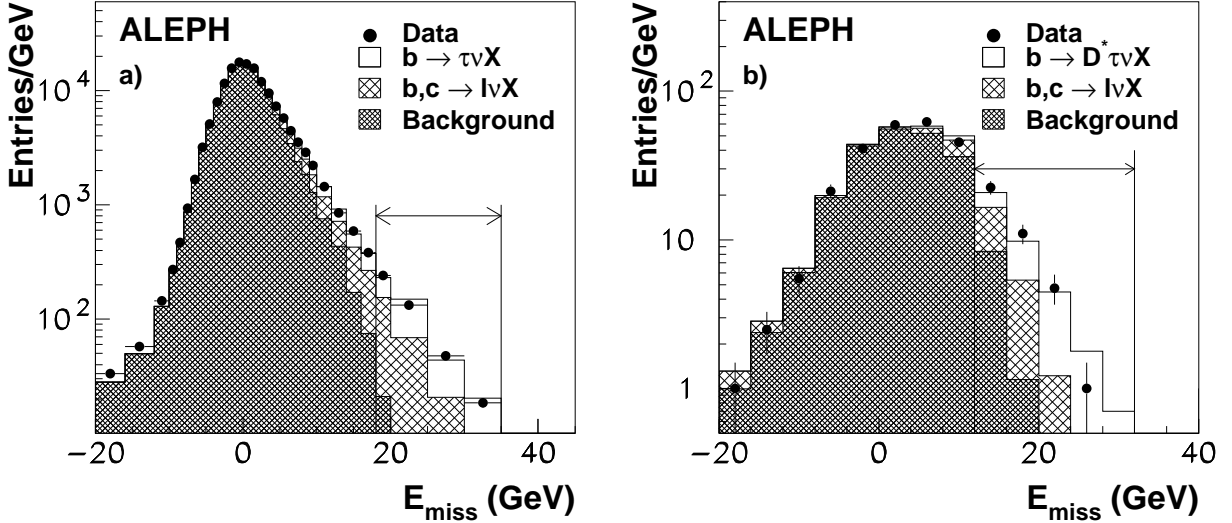 ALEPH
a)
Data
b → τνX
b,c → lνX
Background
Entries/GeV
10⁴
10³
10²
−20
0
20
40
E_miss (GeV)
ALEPH
b)
Data
b → D* τνX
b,c → lνX
Background
Entries/GeV
10²
10
1
−20
0
20
40
E_miss (GeV)